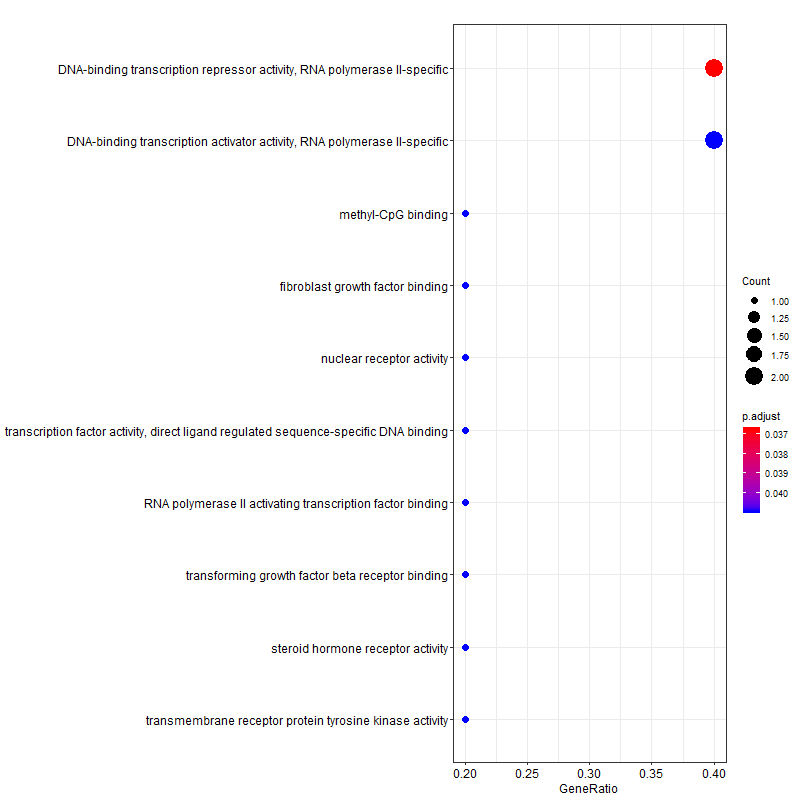 DNA-binding transcription repressor activity, RNA polymerase II-specific
DNA-binding transcription activator activity, RNA polymerase II-specific
methyl-CpG binding
fibroblast growth factor binding
nuclear receptor activity
transcription factor activity, direct ligand regulated sequence-specific DNA binding
RNA polymerase II activating transcription factor binding
transforming growth factor beta receptor binding
steroid hormone receptor activity
transmembrane receptor protein tyrosine kinase activity
0.20 0.25 0.30 0.35 0.40
GeneRatio
Count
1.00
1.25
1.50
1.75
2.00
p.adjust
0.037
0.038
0.039
0.040